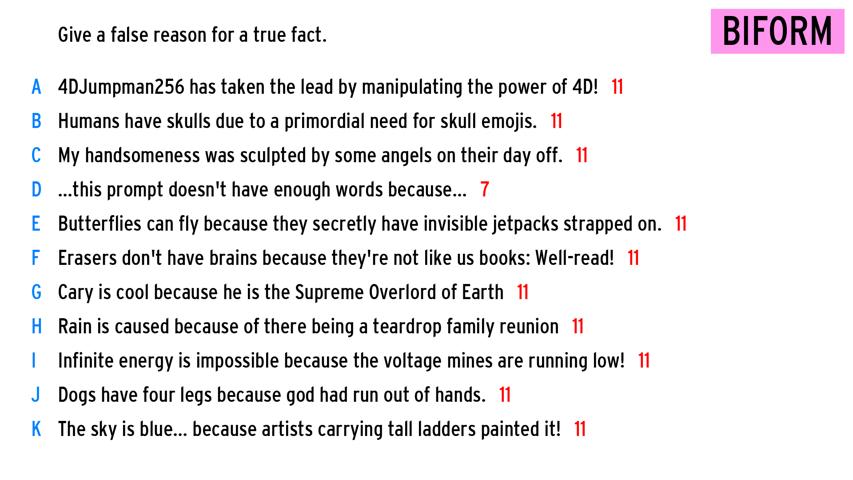 Give a false reason for a true fact.
BIFORM
A 4DJumpman256 has taken the lead by manipulating the power of 4D! 11
B Humans have skulls due to a primordial need for skull emojis. 11
C My handsomeness was sculpted by some angels on their day off. 11
D ...this prompt doesn't have enough words because... 7
E Butterflies can fly because they secretly have invisible jetpacks strapped on. 11
F Erasers don't have brains because they're not like us books: Well-read! 11
G Cary is cool because he is the Supreme Overlord of Earth 11
H Rain is caused because of there being a teardrop family reunion 11
I Infinite energy is impossible because the voltage mines are running low! 11
J Dogs have four legs because god had run out of hands. 11
K The sky is blue... because artists carrying tall ladders painted it! 11